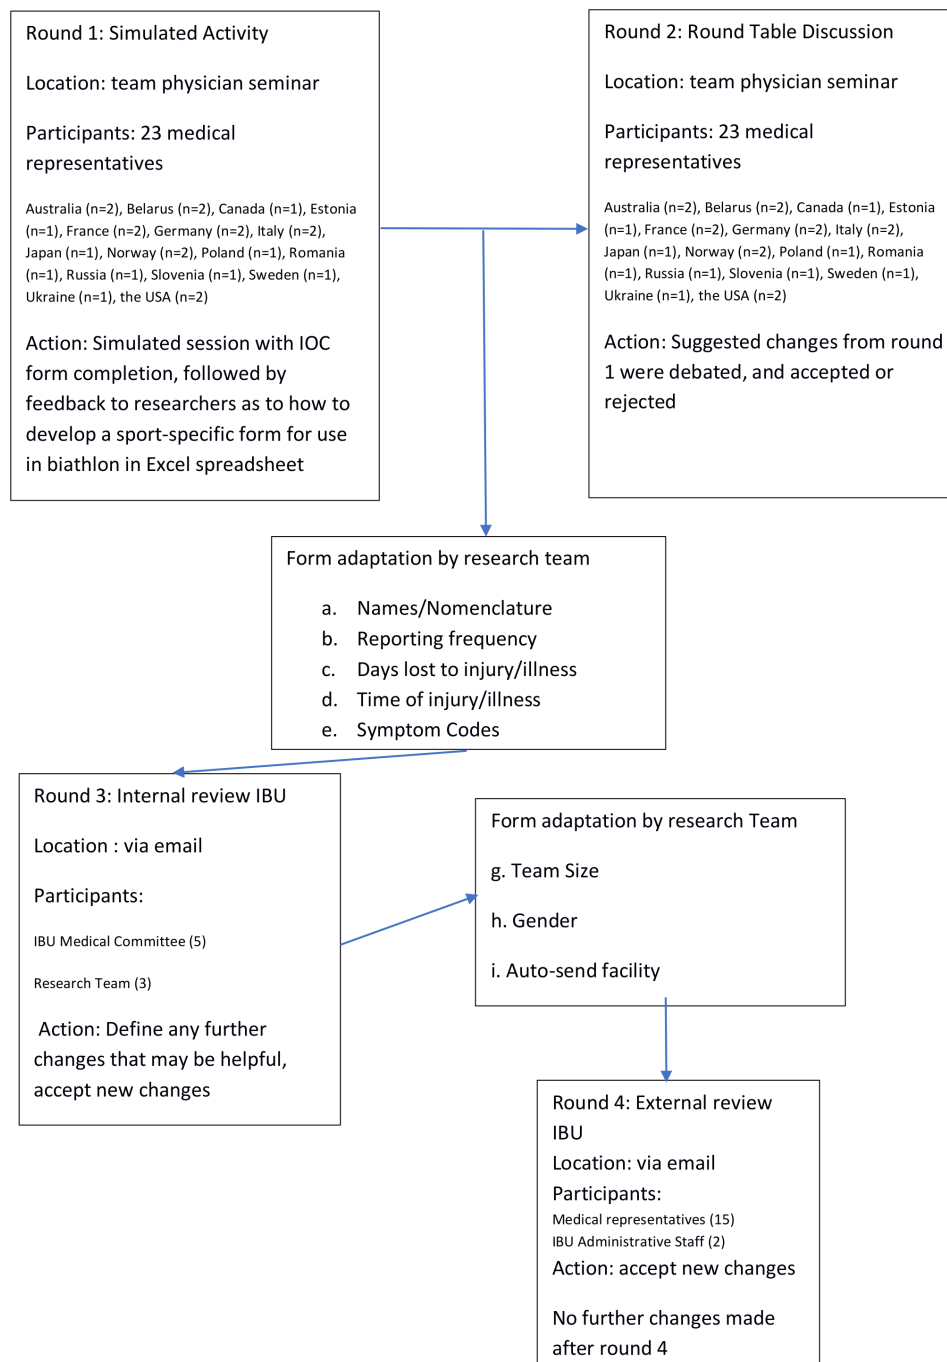 Round 1: Simulated Activity
Location: team physician seminar
Participants: 23 medical
representatives
Australia (n=2), Belarus (n=2), Canada (n=1), Estonia
(n=1), France (n=2), Germany (n=2), Italy (n=2),
Japan (n=1), Norway (n=2), Poland (n=1), Romania
(n=1), Russia (n=1), Slovenia (n=1), Sweden (n=1),
Ukraine (n=1), the USA (n=2)
Action: Simulated session with IOC
form completion, followed by
feedback to researchers as to how to
develop a sport-specific form for use
in biathlon in Excel spreadsheet
Round 2: Round Table Discussion
Location: team physician seminar
Participants: 23 medical
representatives
Australia (n=2), Belarus (n=2), Canada (n=1), Estonia
(n=1), France (n=2), Germany (n=2), Italy (n=2),
Japan (n=1), Norway (n=2), Poland (n=1), Romania
(n=1), Russia (n=1), Slovenia (n=1), Sweden (n=1),
Ukraine (n=1), the USA (n=2)
Action: Suggested changes from round
1 were debated, and accepted or
rejected
Form adaptation by research team
a. Names/Nomenclature
b. Reporting frequency
c. Days lost to injury/illness
d. Time of injury/illness
e. Symptom Codes
Round 3: Internal review IBU
Location : via email
Participants:
IBU Medical Committee (5)
Research Team (3)
Action: Define any further
changes that may be helpful,
accept new changes
Form adaptation by research Team
g. Team Size
h. Gender
i. Auto-send facility
Round 4: External review
IBU
Location: via email
Participants:
Medical representatives (15)
IBU Administrative Staff (2)
Action: accept new changes
No further changes made
after round 4